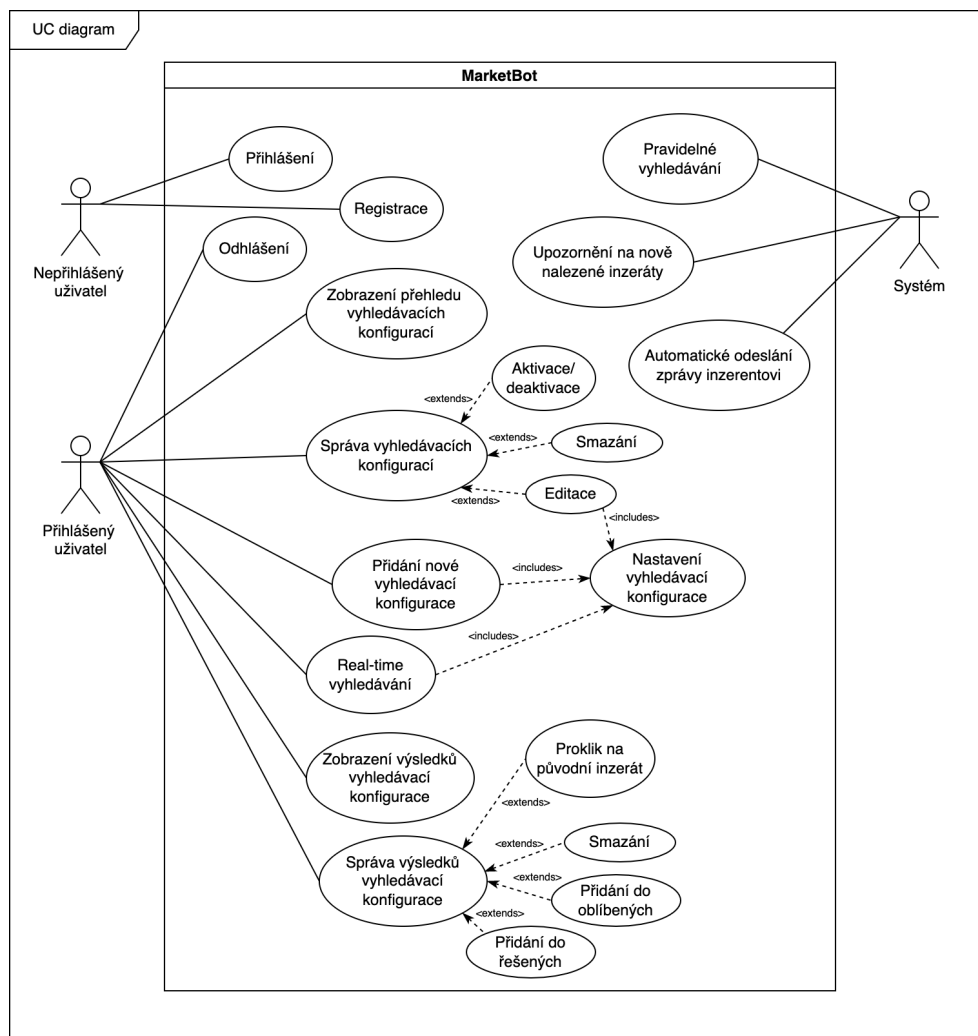 UC diagram
MarketBot
Přihlášení
Pravidelné
vyhledávání
Registrace
Nepřihlášený
uživatel
Odhlášení
Upozornění na nově
nalezené inzeráty
Systém
Zobrazení přehledu
vyhledávacích
konfigurací
Automatické odeslání
zprávy inzerentovi
Aktivace/
deaktivace
<extends>
Správa vyhledávacích
konfigurací
<extends>
Smazání
<extends>
Editace
<includes>
Přihlášený
uživatel
Přidání nové
vyhledávací
konfigurace
<includes>
Nastavení
vyhledávací
konfigurace
<includes>
Real-time
vyhledávání
Zobrazení výsledků
vyhledávací
konfigurace
Proklik na
původní inzerát
<extends>
Správa výsledků
vyhledávací
konfigurace
<extends>
Smazání
<extends>
Přidání do
oblíbených
<extends>
Přidání do
řešených